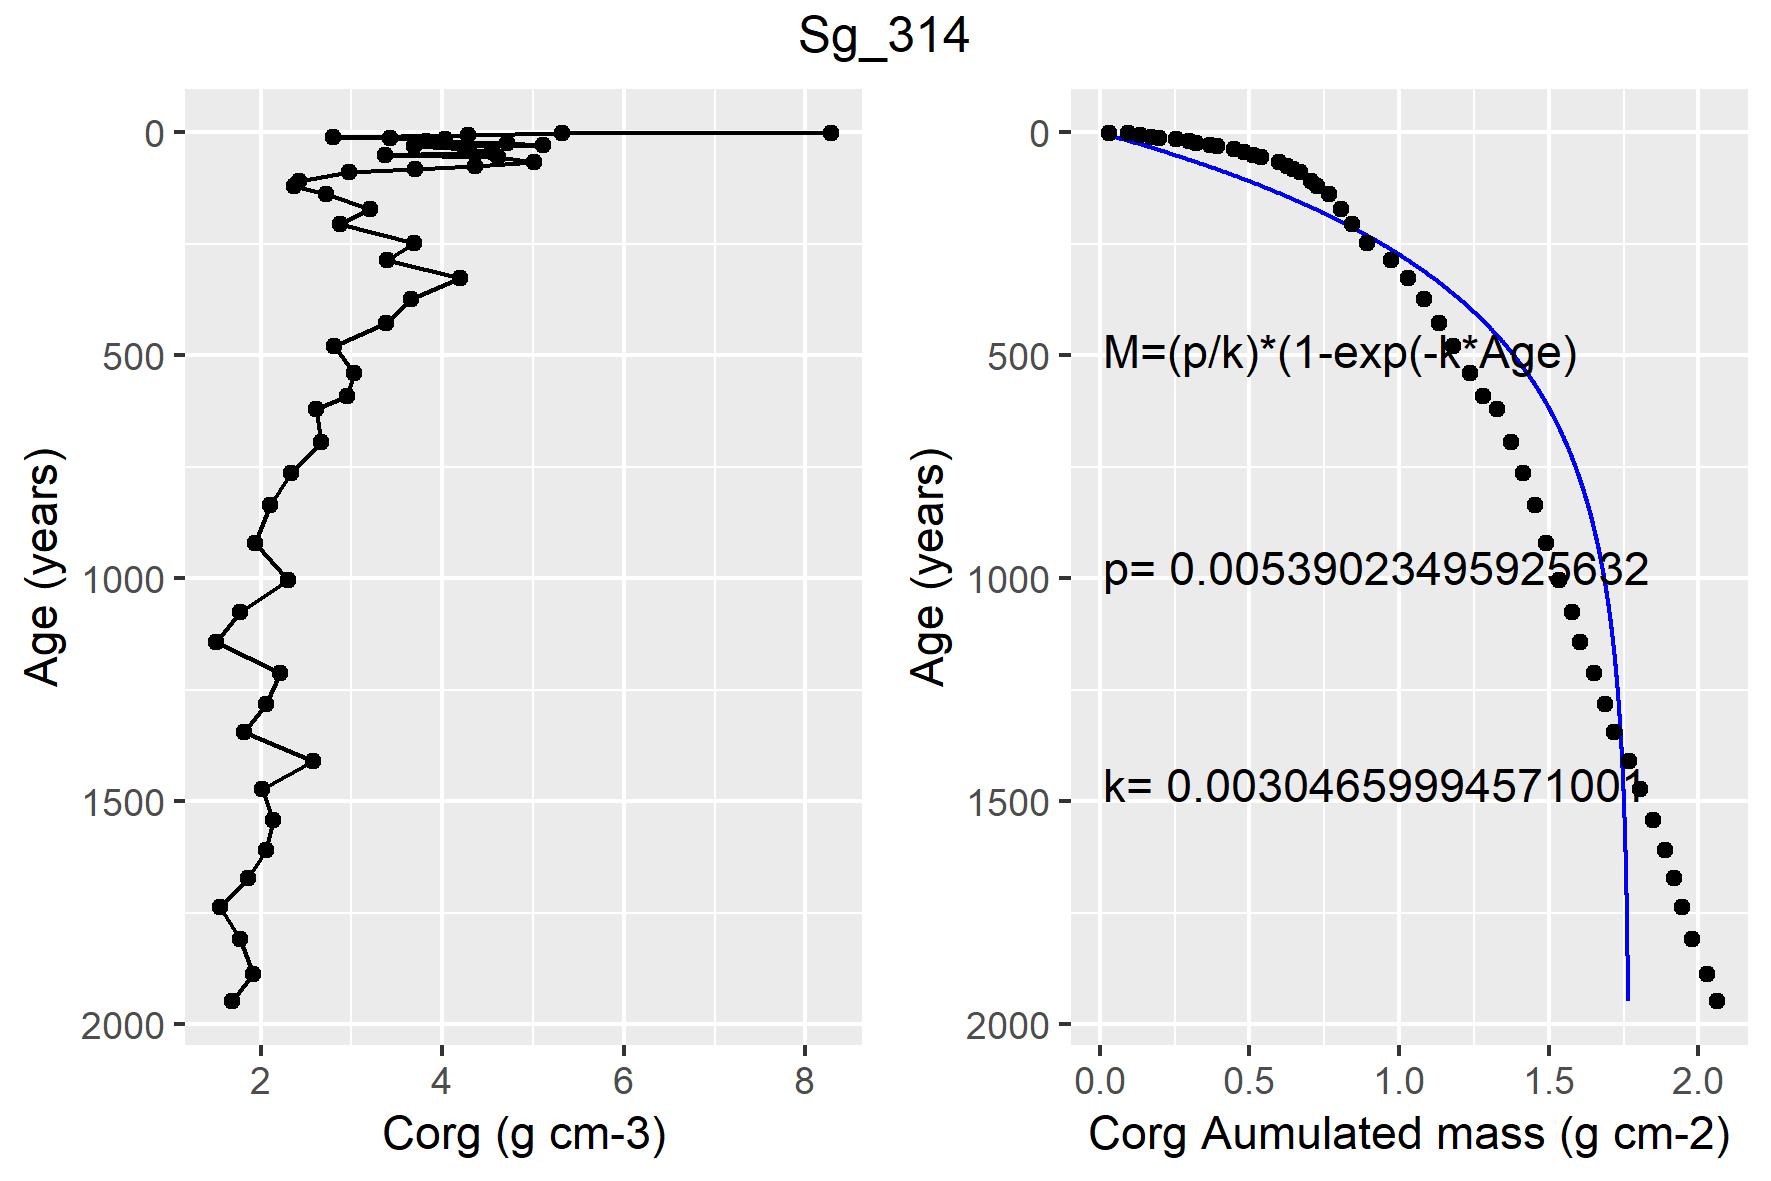 Sg_314
Age (years)
0
500
1000
1500
2000
2
4
6
8
Corg (g cm-3)
Age (years)
0
500
1000
1500
2000
M=(p/k)*(1-exp(-k*Age)
p= 0.00539023495925632
k= 0.00304659994571001
0.0
0.5
1.0
1.5
2.0
Corg Aumulated mass (g cm-2)